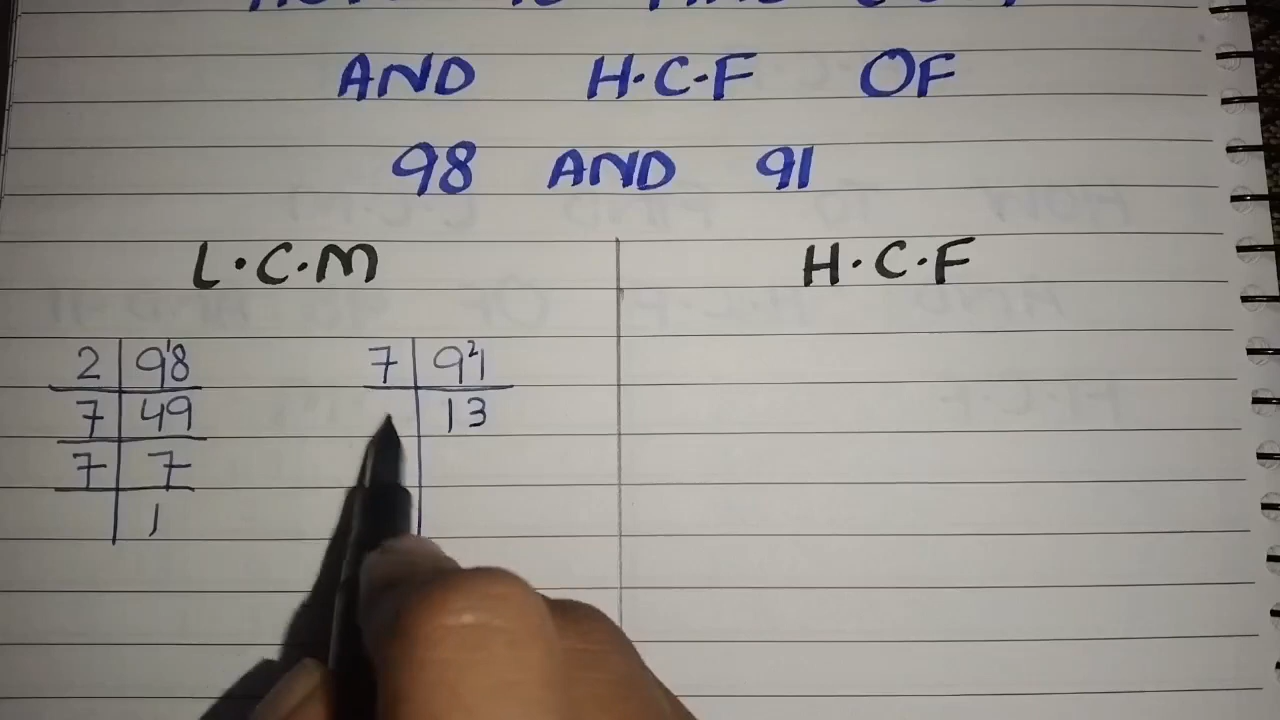 AND H.C.F OF
98 AND 91
L.C.M H.C.F
2 98 7 91
7 49 13
7 7
1